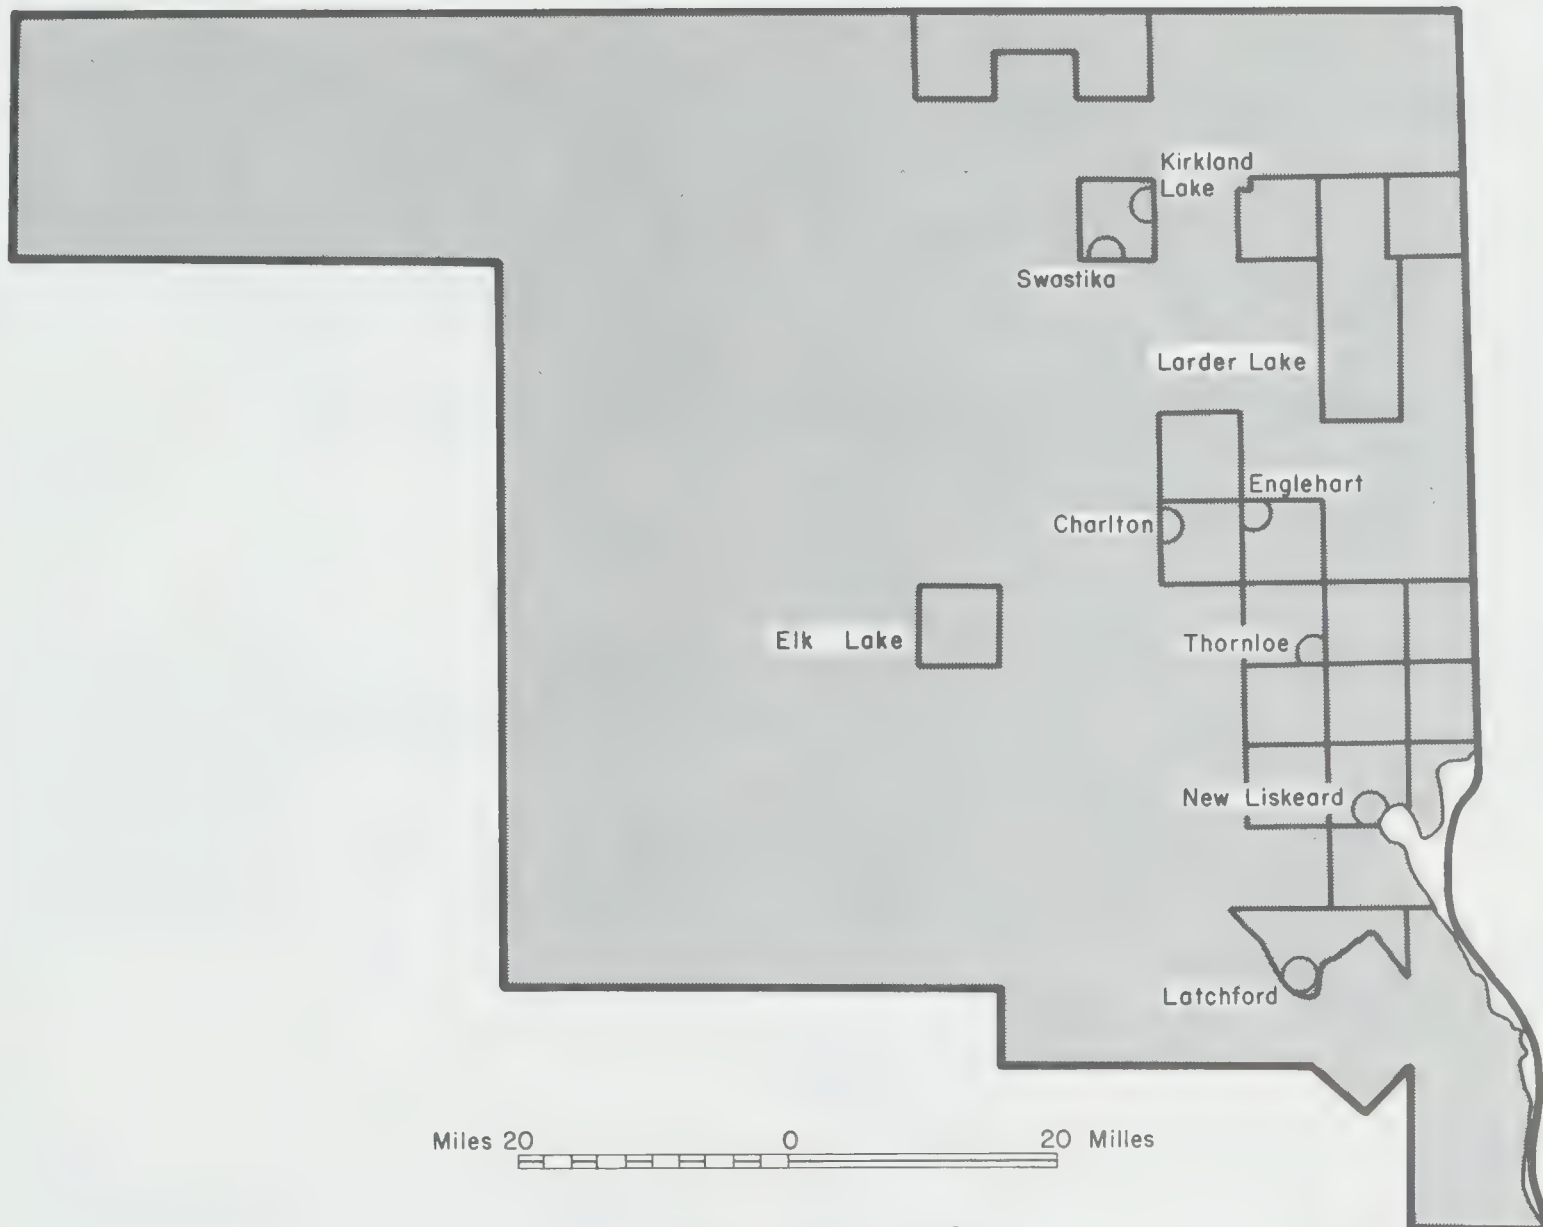 Kirkland
Lake
Swastika
Larder Lake
Englehart
Charlton
Elk Lake
Thornloe
New Liskeard
Latchford
Miles 20 0 20 Milles